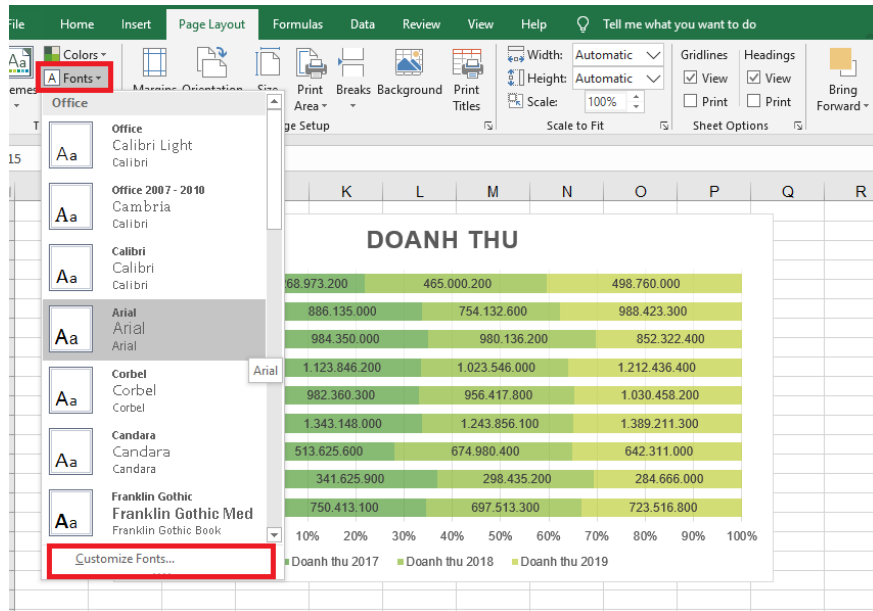 File Home Insert Page Layout Formulas Data Review View Help Tell me what you want to do
Colors
Fonts
Margins Orientation Size Print Area Breaks Background Print Titles
Width: Automatic
Height: Automatic
Scale: 100%
Gridlines Headings
View View
Print Print
Bring Forward
Scale to Fit Sheet Options
15
K L M N O P Q R
Office
Aa
Office
Calibri Light
Calibri
Aa
Office 2007 - 2010
Cambria
Calibri
Aa
Calibri
Calibri
Calibri
Aa
Arial
Arial
Arial
Arial
Aa
Corbel
Corbel
Corbel
Aa
Candara
Candara
Candara
Aa
Franklin Gothic
Franklin Gothic Med
Franklin Gothic Book
Customize Fonts...
DOANH THU
68.973.200 465.000.200 498.760.000
886.135.000 754.132.600 988.423.300
984.350.000 980.136.200 852.322.400
1.123.846.200 1.023.546.000 1.212.436.400
982.360.300 956.417.800 1.030.458.200
1.343.148.000 1.243.856.100 1.389.211.300
513.625.600 674.980.400 642.311.000
341.625.900 298.435.200 284.666.000
750.413.100 697.513.300 723.516.800
10% 20% 30% 40% 50% 60% 70% 80% 90% 100%
Doanh thu 2017 Doanh thu 2018 Doanh thu 2019